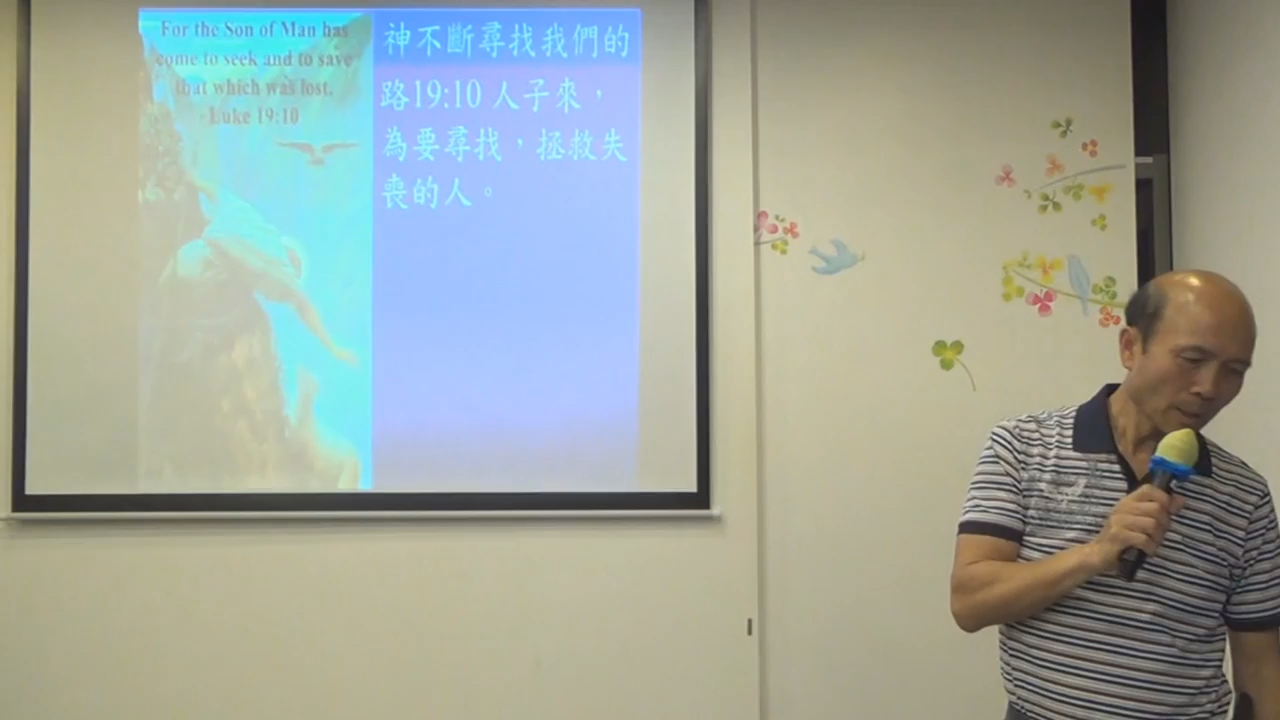 For the Son of Man has
come to seek and to save
that which was lost.
- Luke 19:10
神不斷尋找我們的
路19:10 人子來，
為要尋找，拯救失
喪的人。